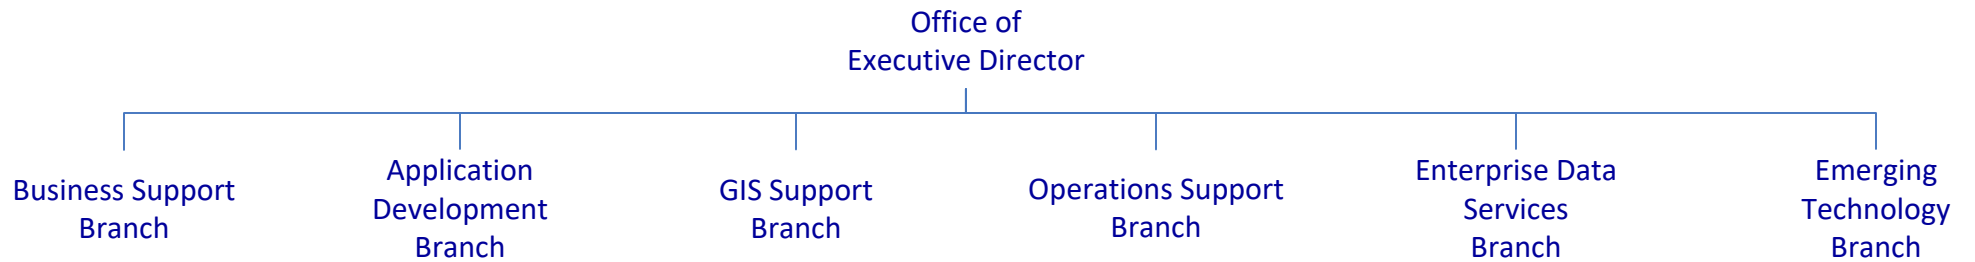 Office of
Executive Director
Business Support
Branch
Application
Development
Branch
GIS Support
Branch
Operations Support
Branch
Enterprise Data
Services
Branch
Emerging
Technology
Branch